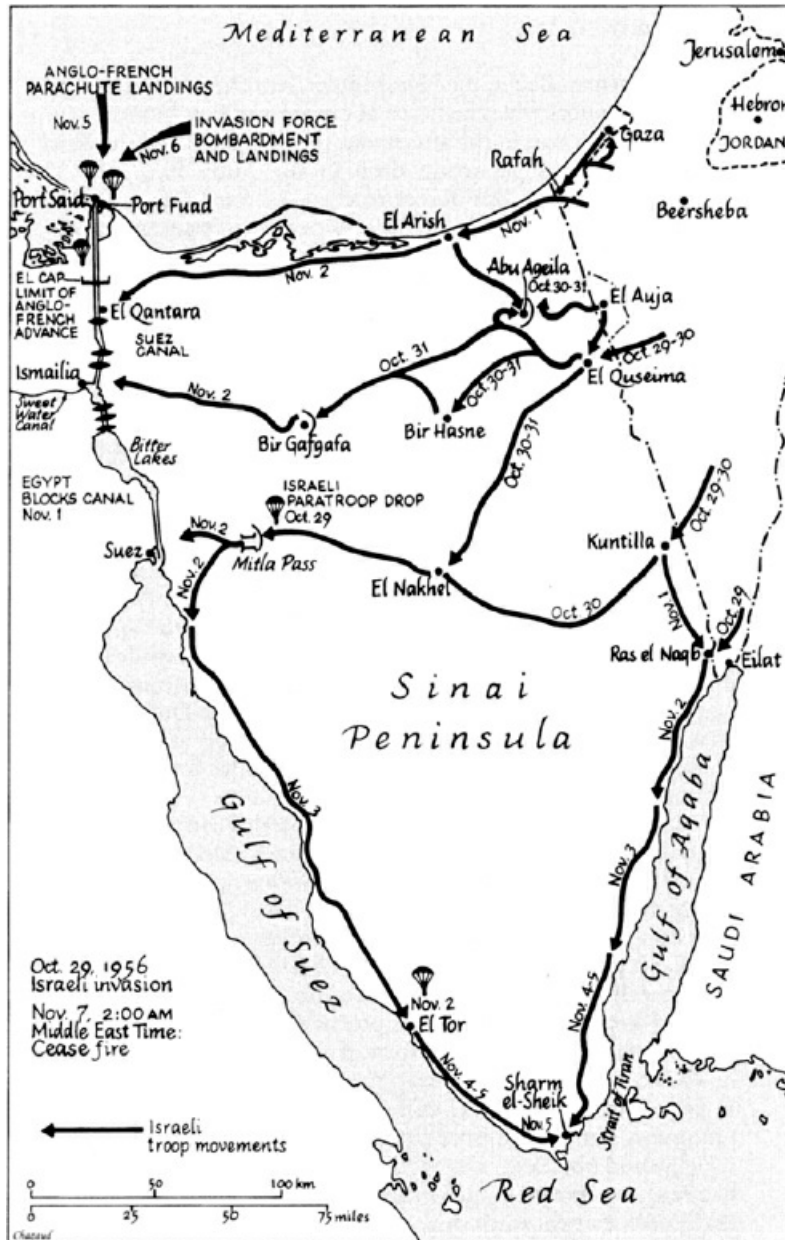 Mediterranean Sea
Jerusalem
ANGLO-FRENCH
PARACHUTE LANDINGS
Nov. 5
Nov. 6
INVASION FORCE
BOMBARDMENT
AND LANDINGS
Hebron
JORDAN
Gaza
Rafah
Port Said
Port Fuad
Beersheba
El Arish
Nov. 1
Nov. 2
Abu Ageila
Oct 30-31
El Auja
EL CAP
LIMIT OF
ANGLO-
FRENCH
ADVANCE
El Qantara
SUEZ
CANAL
Oct. 31
Oct. 30-31
Oct. 29-30
El Quseima
Ismailia
Nov. 2
Sweet
Water
Canal
Bir Gafgafa
Bir Hasne
Bitter
Lakes
Oct. 30-31
EGYPT
BLOCKS CANAL
Nov. 1
ISRAELI
PARATROOP DROP
Oct. 29
Oct. 29-30
Nov. 2
Kuntilla
Suez
Mitla Pass
Nov. 2
El Nakhel
Oct 30
Nov. 1
Oct. 29
Ras el Naqb
Eilat
Sinai
Peninsula
Nov. 2
Nov. 3
Gulf of Suez
Nov. 3
Gulf of Aqaba
SAUDI ARABIA
Oct. 29, 1956
Israeli invasion
Nov. 7, 2:00 AM
Middle East Time:
Cease fire
Nov. 2
El Tor
Nov. 4-5
Nov. 4-5
Sharm
el-Sheik
Nov. 5
Strait of Tiran
Israeli
troop movements
Red Sea
0 50 100 km
0 25 50 75 miles
Chazaud